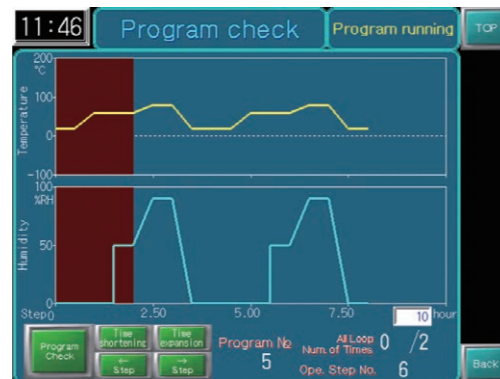 11:46
Program check
Program running
TOP
200
℃
100
0
-100
Temperature
100
%RH
50
0
Humidity
Step0 2.50 5.00 7.50 10 hour
Program Check
Time shortening
Time expansion
←
Step
→
Step
Program №
5
All Loop
Num. of Times 0 /2
Ope. Step No. 6
Back